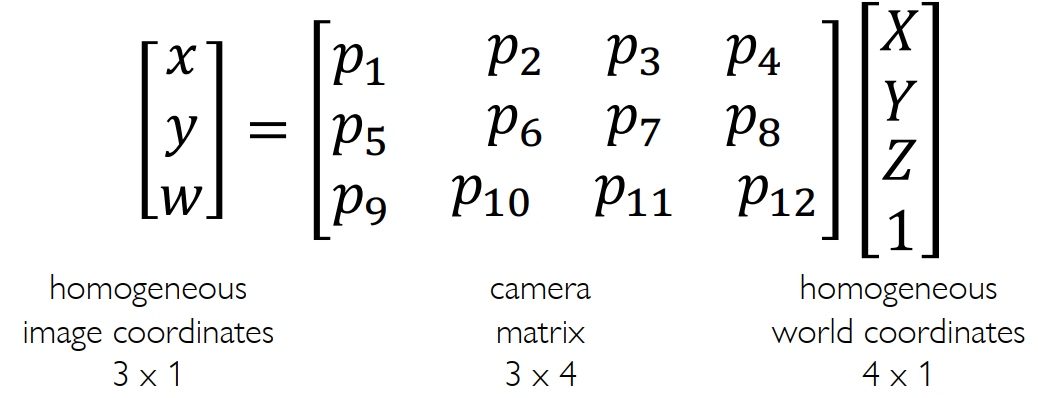 [x y w] = [p₁ p₂ p₃ p₄ p₅ p₆ p₇ p₈ p₉ p₁₀ p₁₁ p₁₂] [X Y Z 1]
homogeneous image coordinates 3 x 1
camera matrix 3 x 4
homogeneous world coordinates 4 x 1